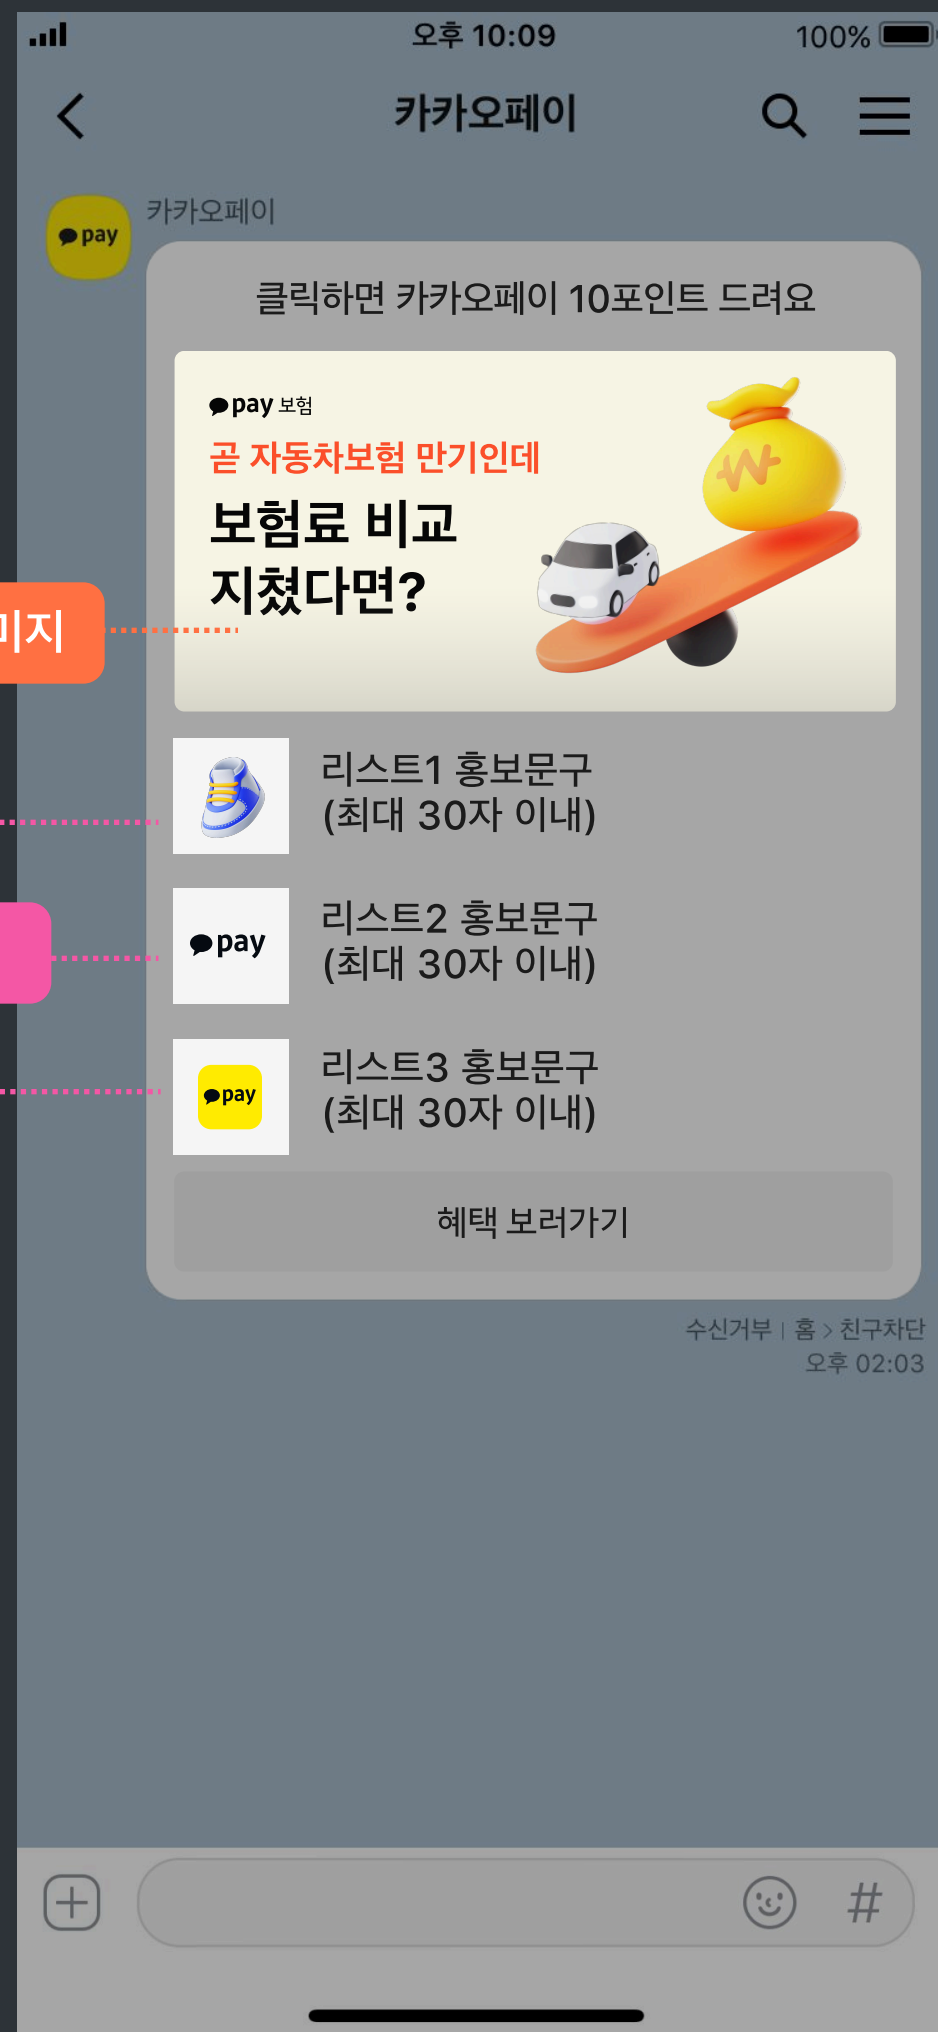 오후 10:09
100%
카카오페이
pay
카카오페이
클릭하면 카카오페이 10포인트 드려요
pay 보험
곧 자동차보험 만기인데
보험료 비교
지쳤다면?
리스트1 홍보문구
(최대 30자 이내)
pay
리스트2 홍보문구
(최대 30자 이내)
pay
리스트3 홍보문구
(최대 30자 이내)
혜택 보러가기
수신거부 | 홈 > 친구차단
오후 02:03
#